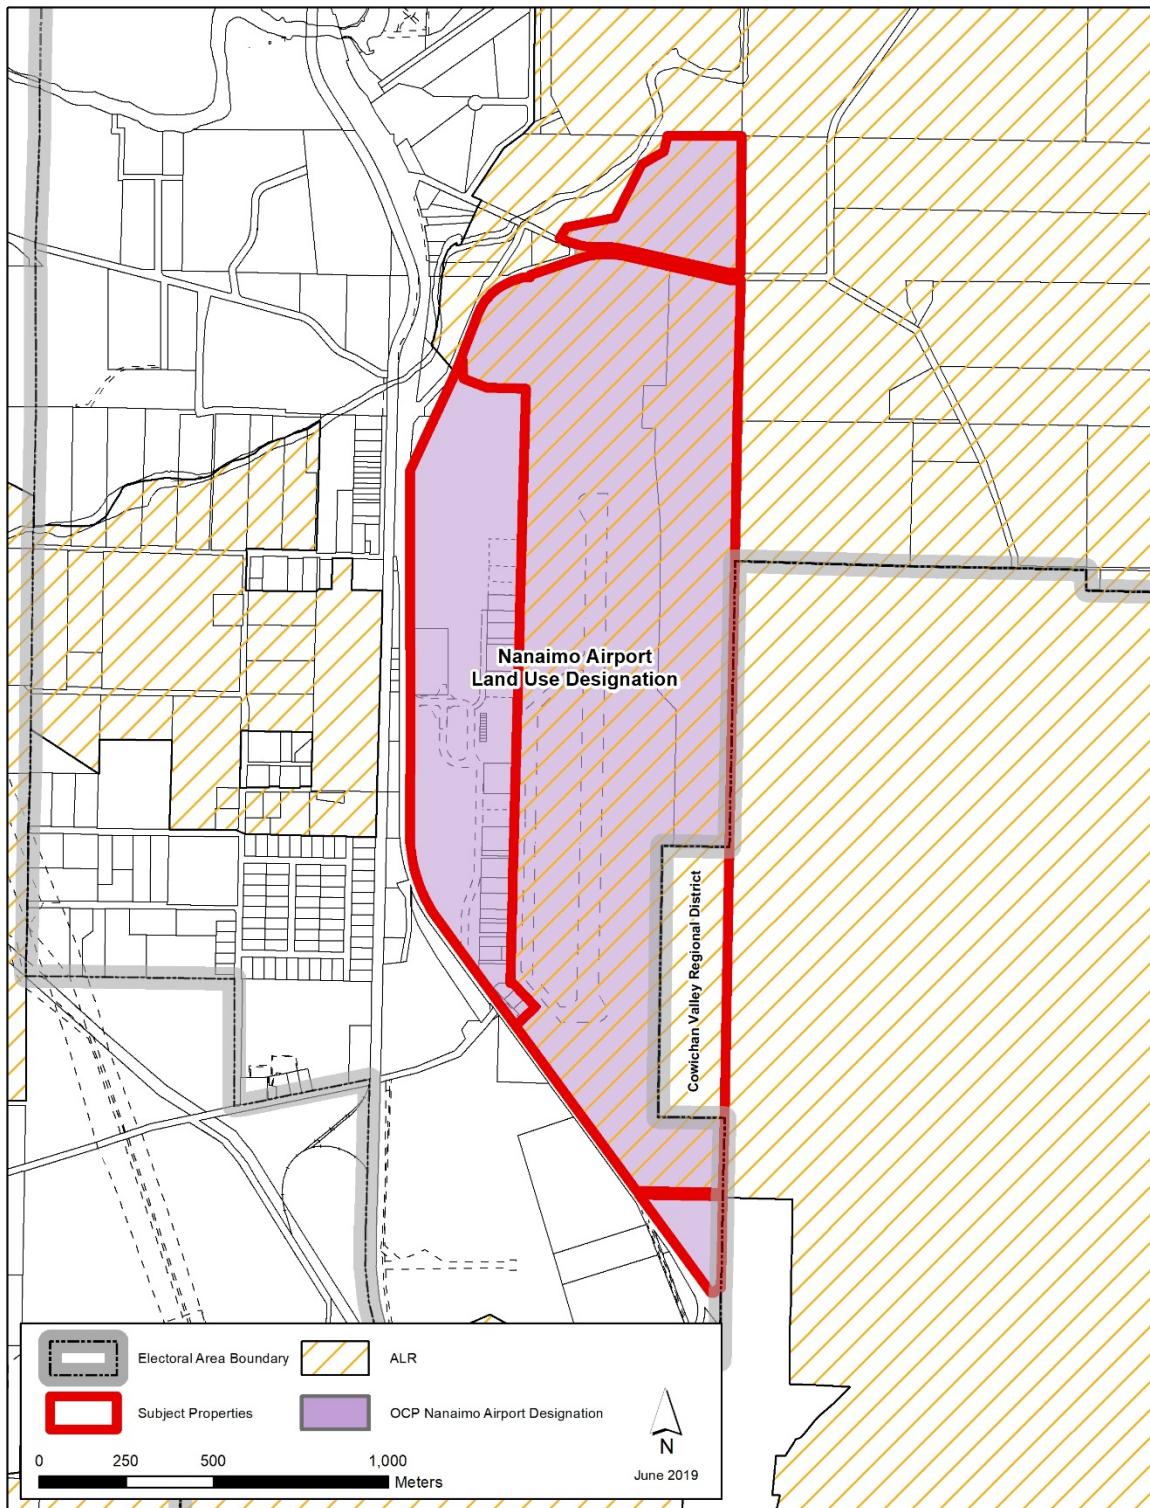 Nanaimo Airport
Land Use Designation
Cowichan Valley Regional District
Electoral Area Boundary
ALR
Subject Properties
OCP Nanaimo Airport Designation
N
June 2019
0 250 500 1,000
Meters